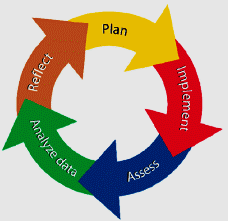 Plan
Implement
Assess
Analyze data
Reflect